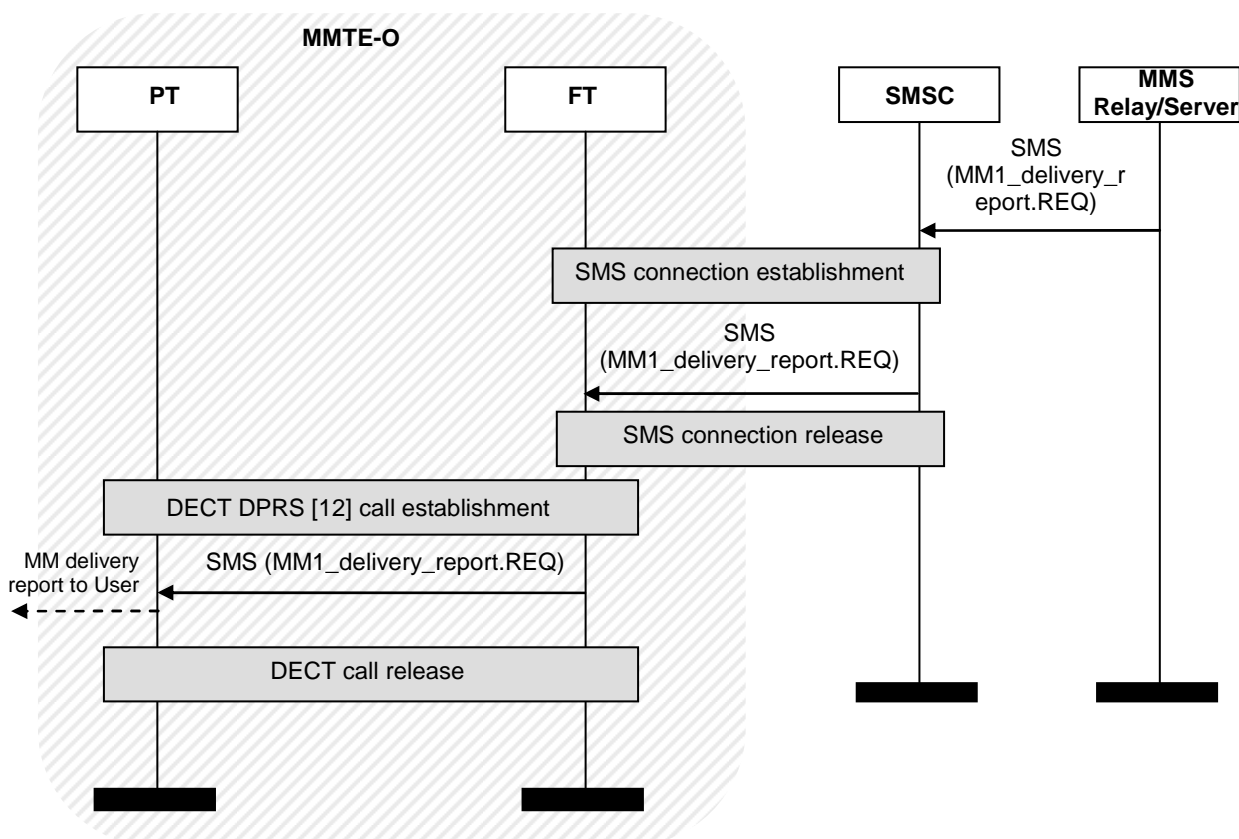 MMTE-O
PT
FT
SMSC
MMS
Relay/Server
SMS
(MM1_delivery_r
eport.REQ)
SMS connection establishment
SMS
(MM1_delivery_report.REQ)
SMS connection release
DECT DPRS [12] call establishment
MM delivery
report to User
SMS (MM1_delivery_report.REQ)
DECT call release